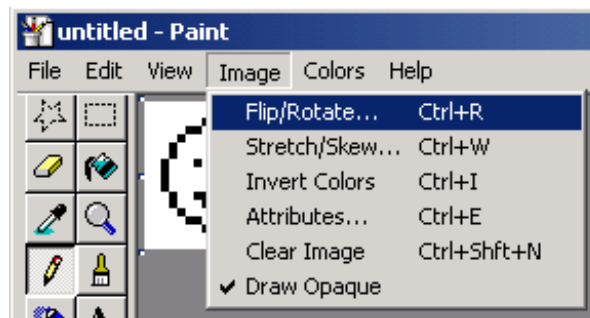 untitled - Paint
File Edit View Image Colors Help
Flip/Rotate... Ctrl+R
Stretch/Skew... Ctrl+W
Invert Colors Ctrl+I
Attributes... Ctrl+E
Clear Image Ctrl+Shft+N
Draw Opaque